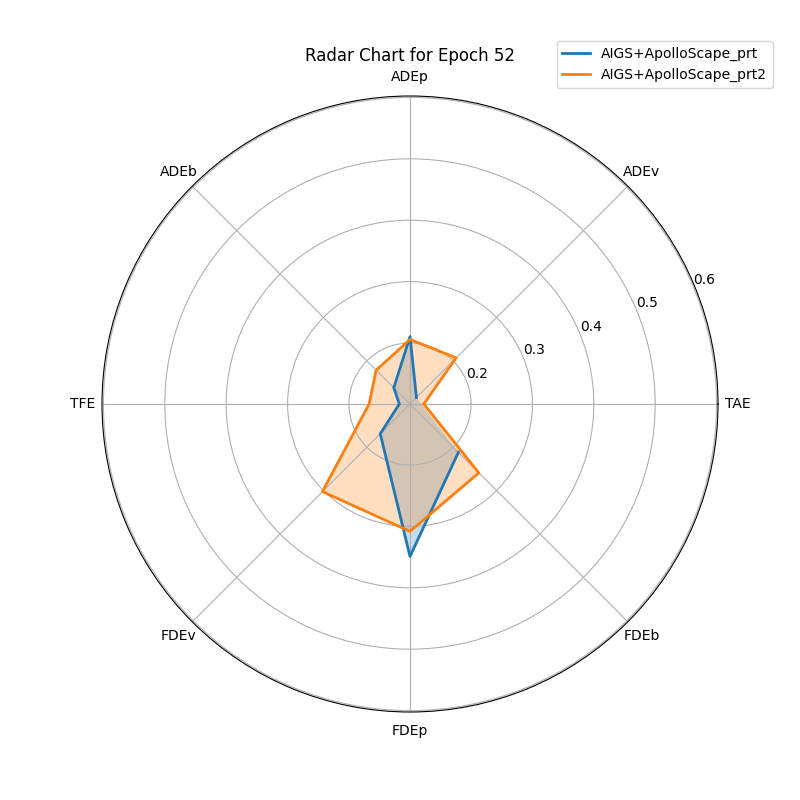 Radar Chart for Epoch 52
AIGS+ApolloScape_prt
AIGS+ApolloScape_prt2
ADEp
ADEb
ADEv
0.6
0.5
0.4
0.3
0.2
TFE
TAE
FDEv
FDEb
FDEp